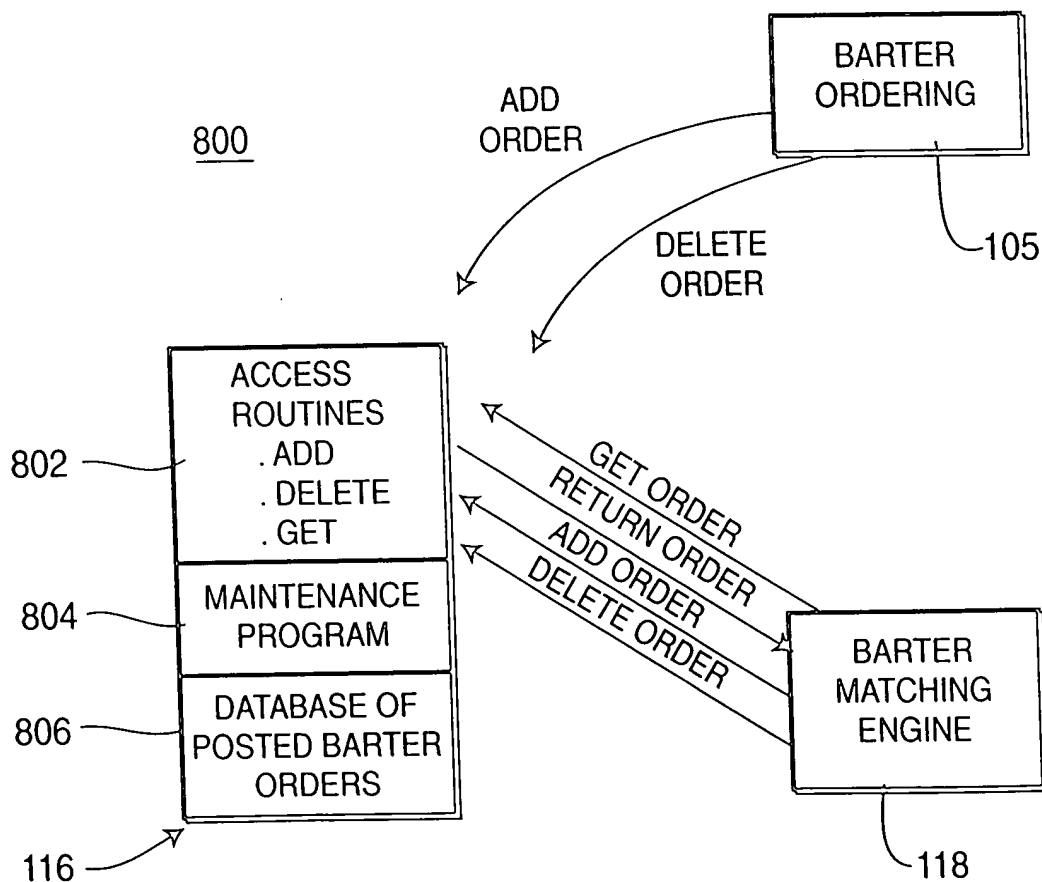 800
ADD
ORDER
BARTER
ORDERING
DELETE
ORDER
105
ACCESS
ROUTINES
. ADD
. DELETE
. GET
802
MAINTENANCE
PROGRAM
804
DATABASE OF
POSTED BARTER
ORDERS
806
116
GET ORDER
RETURN ORDER
ADD ORDER
DELETE ORDER
BARTER
MATCHING
ENGINE
118